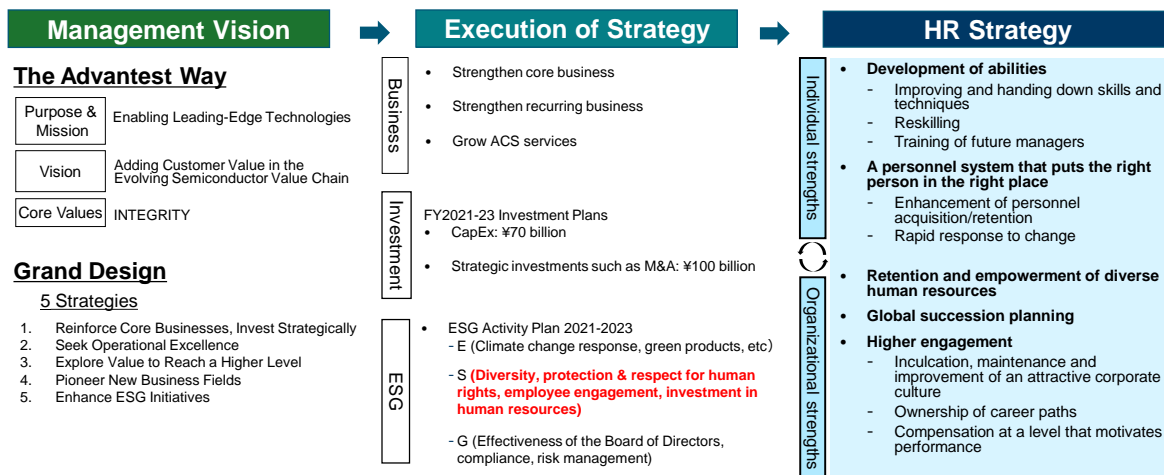 Management Vision
The Advantest Way
Purpose &
Mission
Enabling Leading-Edge Technologies
Vision
Adding Customer Value in the
Evolving Semiconductor Value Chain
Core Values
INTEGRITY
Grand Design
5 Strategies
1. Reinforce Core Businesses, Invest Strategically
2. Seek Operational Excellence
3. Explore Value to Reach a Higher Level
4. Pioneer New Business Fields
5. Enhance ESG Initiatives
Execution of Strategy
Business
• Strengthen core business
• Strengthen recurring business
• Grow ACS services
Investment
FY2021-23 Investment Plans
• CapEx: ¥70 billion
• Strategic investments such as M&A: ¥100 billion
ESG
• ESG Activity Plan 2021-2023
- E (Climate change response, green products, etc)
- S (Diversity, protection & respect for human
rights, employee engagement, investment in
human resources)
- G (Effectiveness of the Board of Directors,
compliance, risk management)
HR Strategy
Individual strengths
• Development of abilities
- Improving and handing down skills and
techniques
- Reskilling
- Training of future managers
• A personnel system that puts the right
person in the right place
- Enhancement of personnel
acquisition/retention
- Rapid response to change
Organizational strengths
• Retention and empowerment of diverse
human resources
• Global succession planning
• Higher engagement
- Inculcation, maintenance and
improvement of an attractive corporate
culture
- Ownership of career paths
- Compensation at a level that motivates
performance